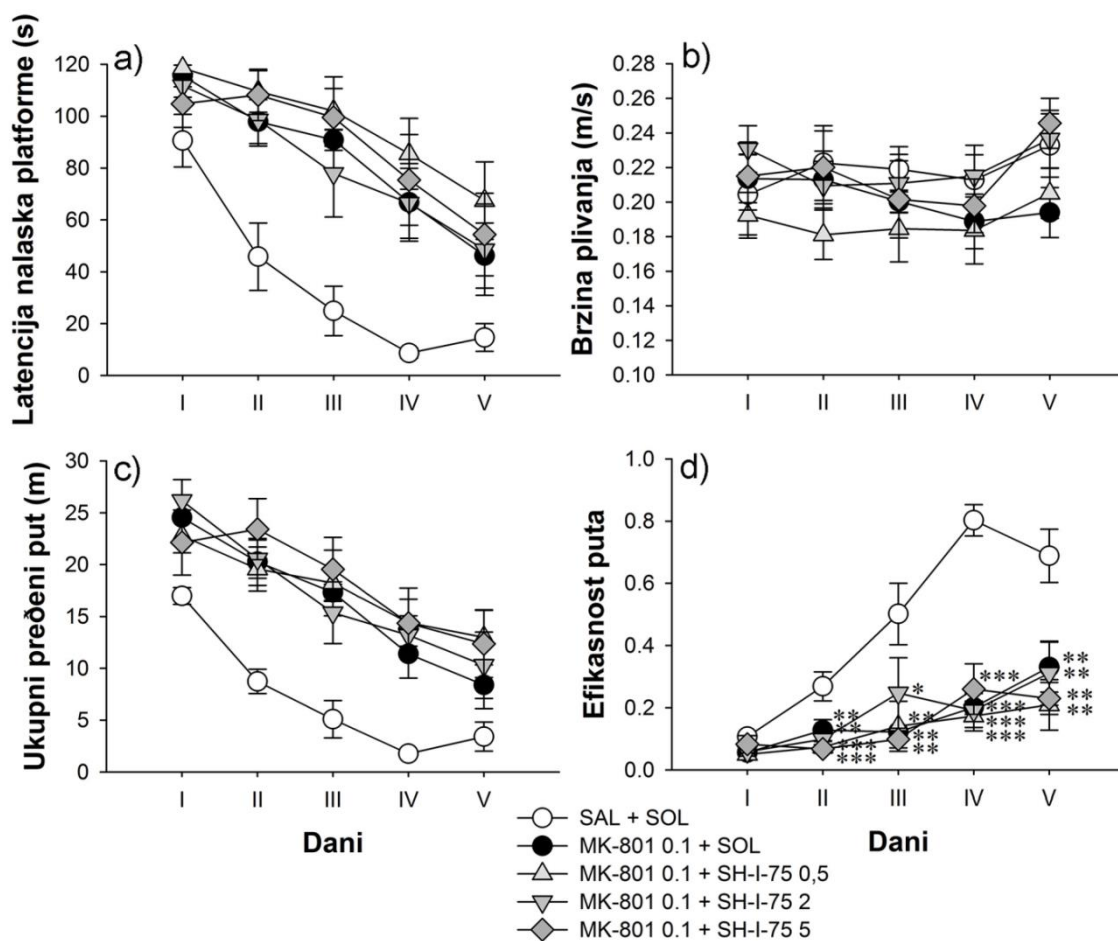 a)
Latencija nalaska platforme (s)
120
100
80
60
40
20
0
I II III IV V
b)
Brzina plivanja (m/s)
0.28
0.26
0.24
0.22
0.20
0.18
0.16
0.14
0.12
0.10
I II III IV V
c)
Ukupni preðeni put (m)
30
25
20
15
10
5
0
I II III IV V
Dani
d)
Efikasnost puta
1.0
0.8
0.6
0.4
0.2
0.0
**
**
***
***
*
**
**
**
***
***
***
***
**
**
**
**
I II III IV V
Dani
SAL + SOL
MK-801 0.1 + SOL
MK-801 0.1 + SH-I-75 0,5
MK-801 0.1 + SH-I-75 2
MK-801 0.1 + SH-I-75 5